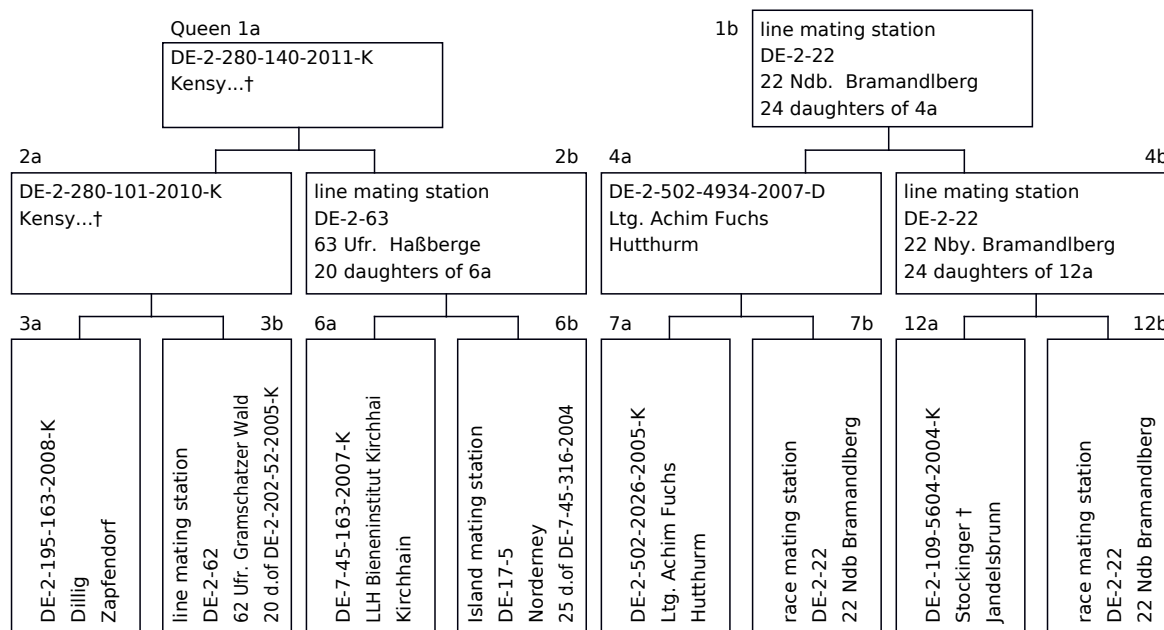 Queen 1a
DE-2-280-140-2011-K
Kensy...†
1b
line mating station
DE-2-22
22 Ndb.  Bramandlberg
24 daughters of 4a
2a
DE-2-280-101-2010-K
Kensy...†
2b
line mating station
DE-2-63
63 Ufr.  Haßberge
20 daughters of 6a
4a
DE-2-502-4934-2007-D
Ltg. Achim Fuchs
Hutthurm
4b
line mating station
DE-2-22
22 Nby. Bramandlberg
24 daughters of 12a
3a
DE-2-195-163-2008-K
Dillig
Zapfendorf
3b
line mating station
DE-2-62
62 Ufr. Gramschatzer Wald
20 d.of DE-2-202-52-2005-K
6a
DE-7-45-163-2007-K
LLH Bieneninstitut Kirchhai
Kirchhain
6b
Island mating station
DE-17-5
Norderney
25 d.of DE-7-45-316-2004
7a
DE-2-502-2026-2005-K
Ltg. Achim Fuchs
Hutthurm
7b
race mating station
DE-2-22
22 Ndb Bramandlberg
12a
DE-2-109-5604-2004-K
Stockinger †
Jandelsbrunn
12b
race mating station
DE-2-22
22 Ndb Bramandlberg